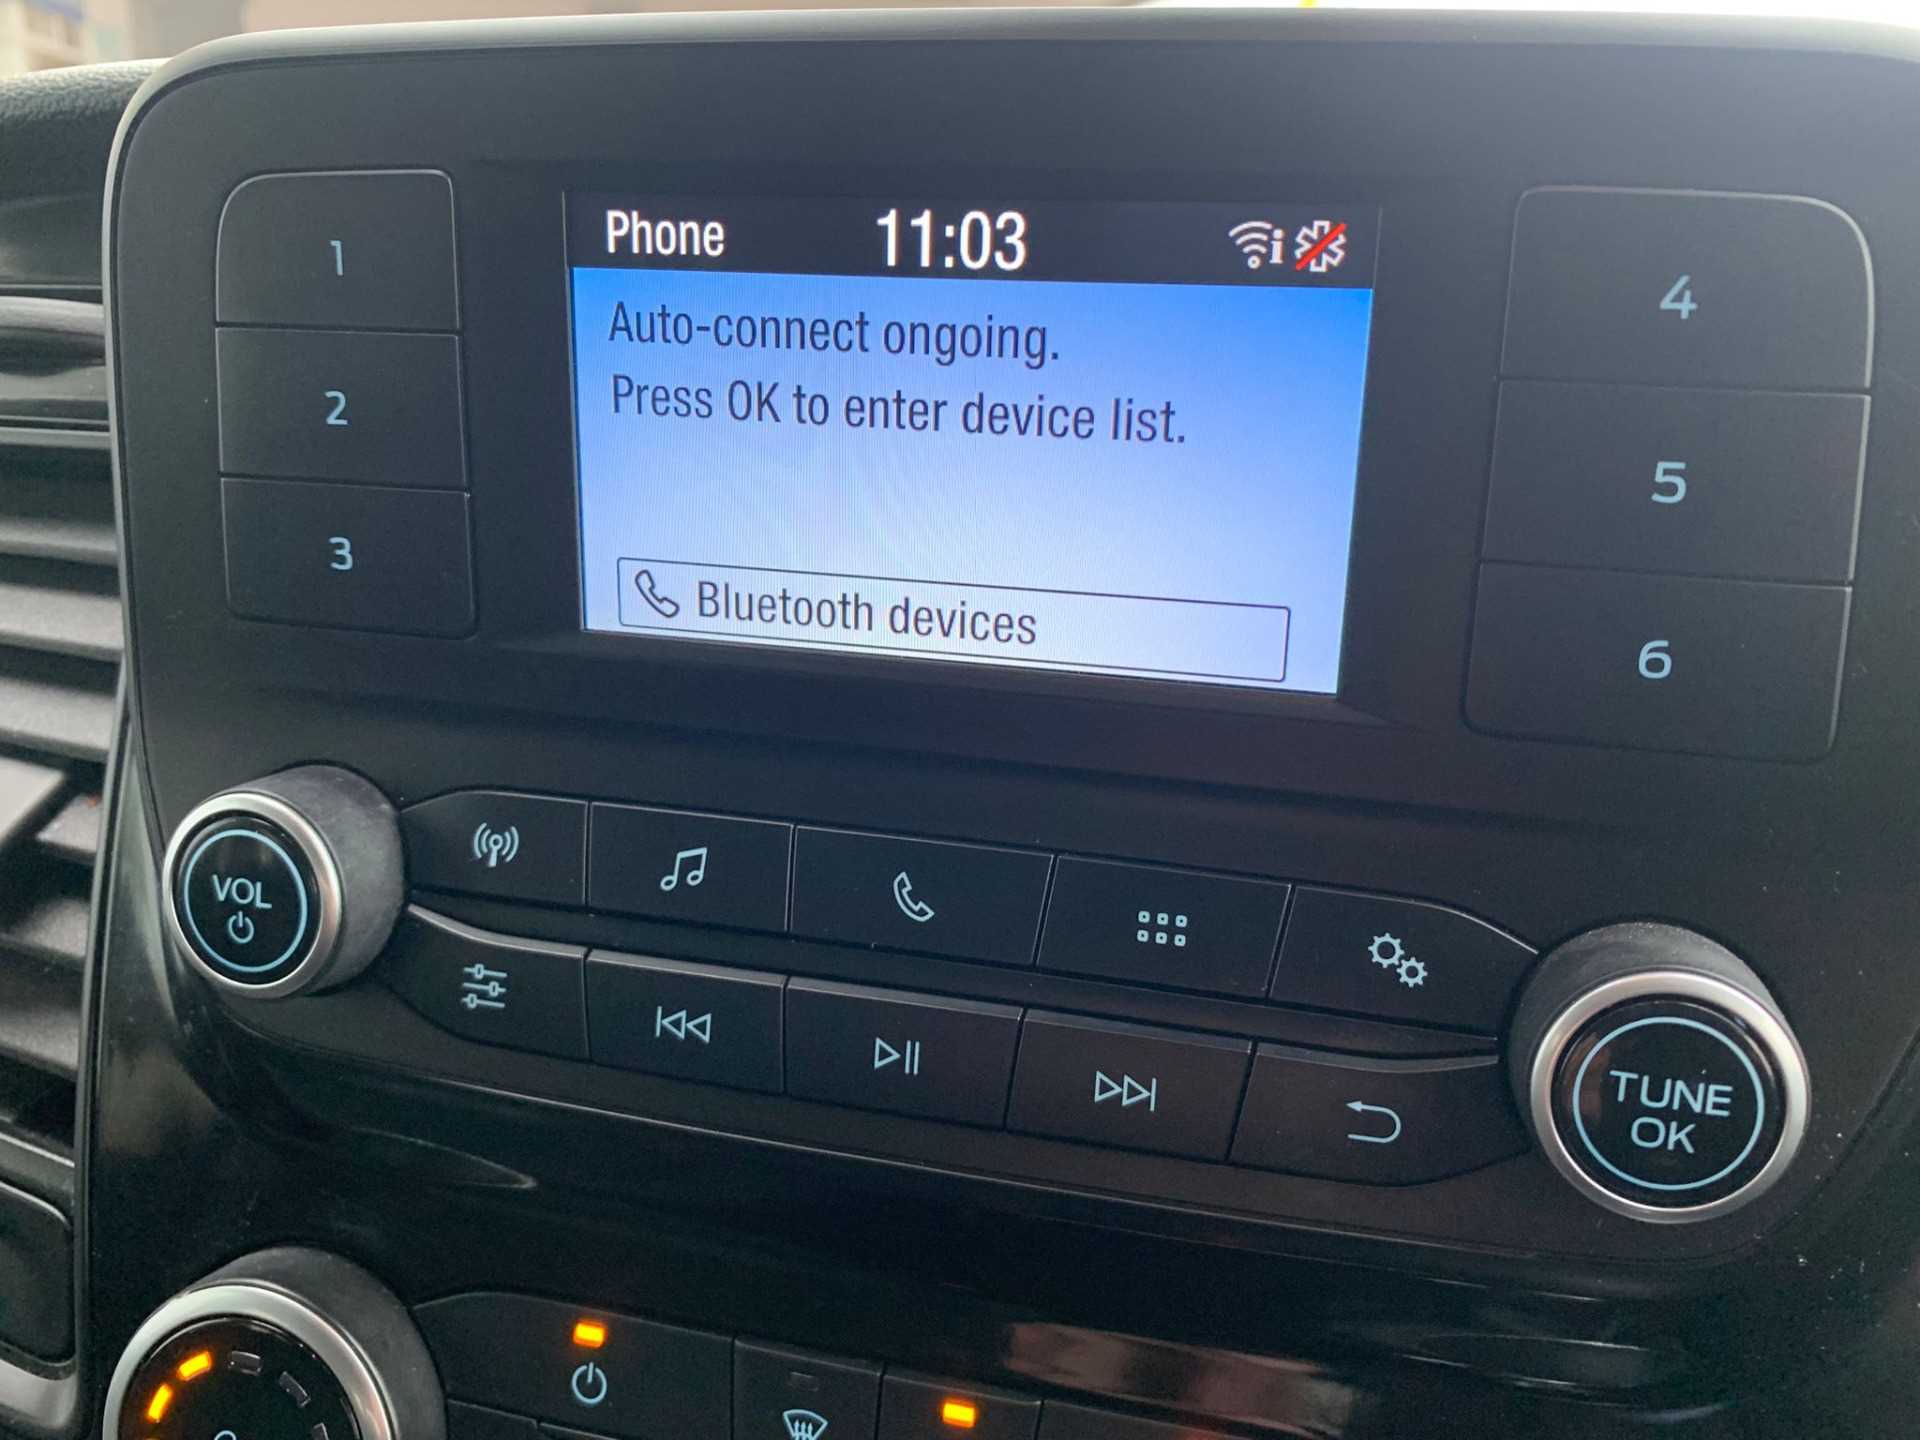 Phone 11:03
Auto-connect ongoing.
Press OK to enter device list.
Bluetooth devices
1
2
3
4
5
6
VOL
TUNE
OK